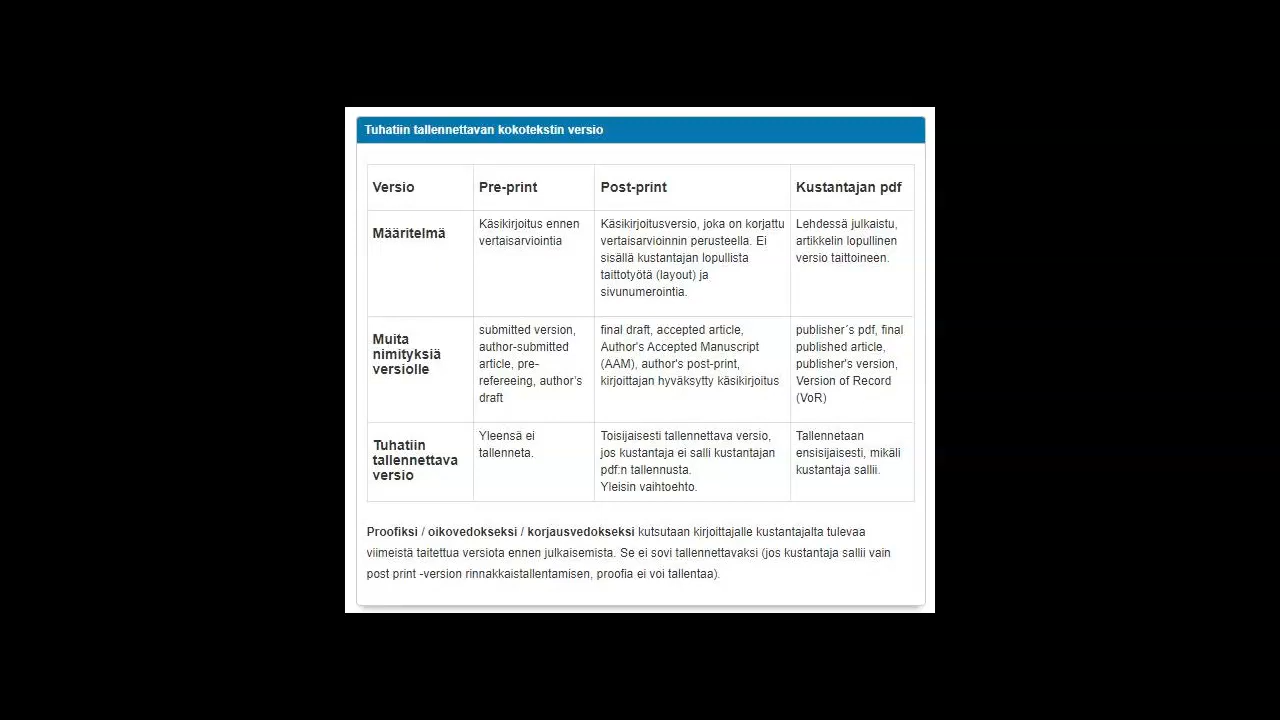 Tuhatiin tallennettavan kokotekstin versio
Versio
Pre-print
Post-print
Kustantajan pdf
Määritelmä
Käsikirjoitus ennen
vertaisarviointia
Käsikirjoitusversio, joka on korjattu
vertaisarvioinnin perusteella. Ei
sisällä kustantajan lopullista
taittotyötä (layout) ja
sivunumerointia.
Lehdessä julkaistu,
artikkelin lopullinen
versio taittoineen.
Muita
nimityksiä
versiolle
submitted version,
author-submitted
article, pre-
refereeing, author's
draft
final draft, accepted article,
Author's Accepted Manuscript
(AAM), author's post-print,
kirjoittajan hyväksytty käsikirjoitus
publisher´s pdf, final
published article,
publisher's version,
Version of Record
(VoR)
Tuhatiin
tallennettava
versio
Yleensä ei
tallenneta.
Toisijaisesti tallennettava versio,
jos kustantaja ei salli kustantajan
pdf:n tallennusta.
Yleisin vaihtoehto.
Tallennetaan
ensisijaisesti, mikäli
kustantaja sallii.
Proofiksi / oikovedokseksi / korjausvedokseksi kutsutaan kirjoittajalle kustantajalta tulevaa
viimeistä taitettua versiota ennen julkaisemista. Se ei sovi tallennettavaksi (jos kustantaja sallii vain
post print -version rinnakkaistallentamisen, proofia ei voi tallentaa).